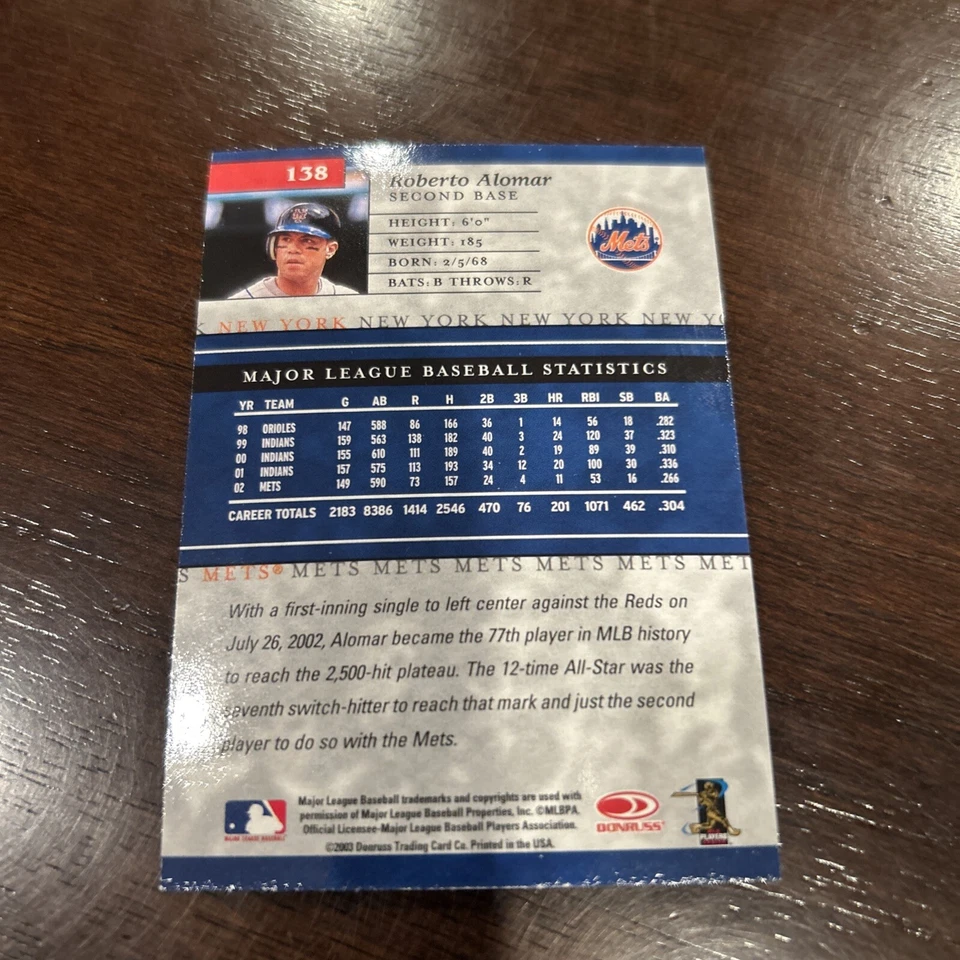 138
Roberto Alomar
SECOND BASE
HEIGHT: 6'0"
WEIGHT: 185
BORN: 2/5/68
BATS: B THROWS: R
Mets
K NEW YORK NEW YORK NEW YORK NEW YO
MAJOR LEAGUE BASEBALL STATISTICS
YR TEAM G AB R H 2B 3B HR RBI SB BA
98 ORIOLES 147 588 86 166 36 1 14 56 18 .282
99 INDIANS 159 563 138 182 40 3 24 120 37 .323
00 INDIANS 155 610 111 189 40 2 19 89 39 .310
01 INDIANS 157 575 113 193 34 12 20 100 30 .336
02 METS 149 590 73 157 24 4 11 53 16 .266
CAREER TOTALS 2183 8386 1414 2546 470 76 201 1071 462 .304
S METS® METS METS METS METS METS MET
With a first-inning single to left center against the Reds on
July 26, 2002, Alomar became the 77th player in MLB history
to reach the 2,500-hit plateau. The 12-time All-Star was the
seventh switch-hitter to reach that mark and just the second
player to do so with the Mets.
Major League Baseball trademarks and copyrights are used with
permission of Major League Baseball Properties, Inc. ©MLBPA
Official Licensee-Major League Baseball Players Association.
©2003 Donruss Trading Card Co. Printed in the USA.
MAJOR LEAGUE BASEBALL
DONRUSS
PLAYERS